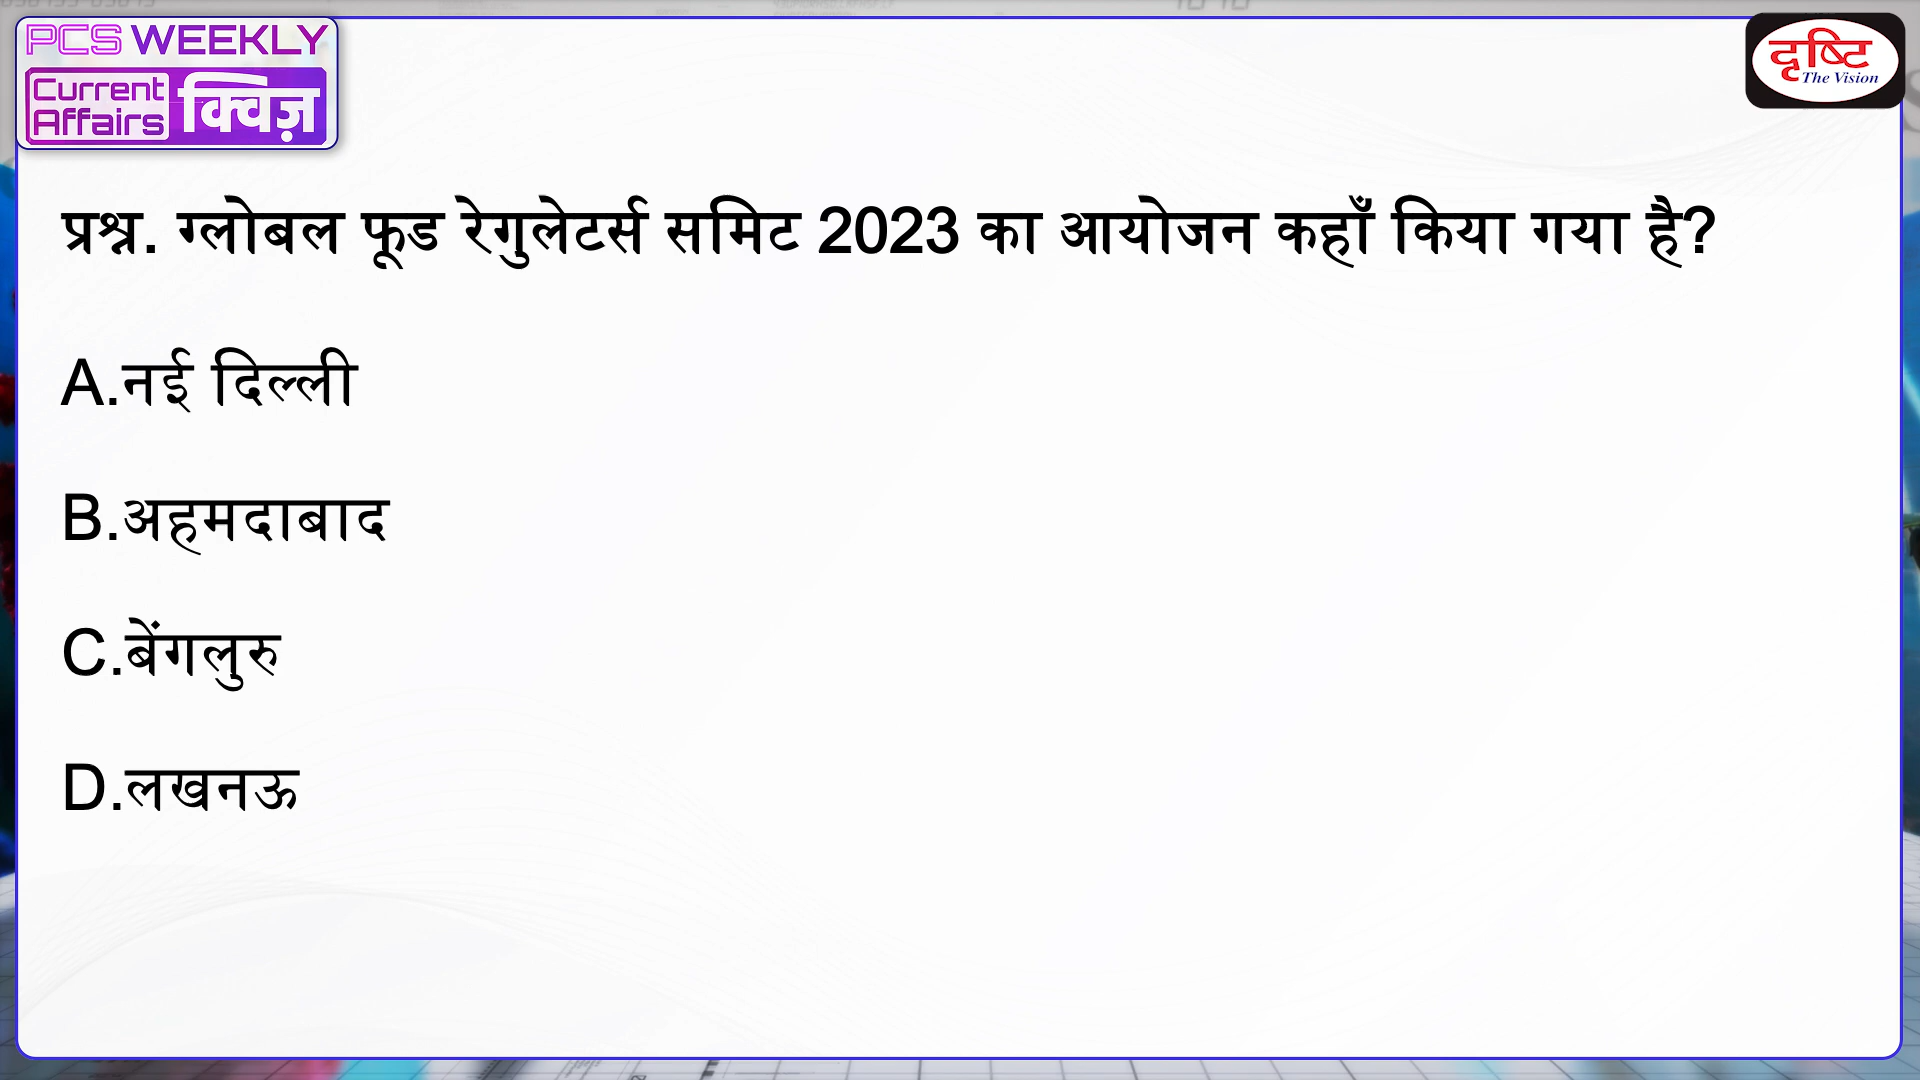 PCS WEEKLY
Current
Affairs
क्विज़
दृष्टि
The Vision
प्रश्न. ग्लोबल फूड रेगुलेटर्स समिट 2023 का आयोजन कहाँ किया गया है?
A.नई दिल्ली
B.अहमदाबाद
C.बेंगलुरु
D.लखनऊ